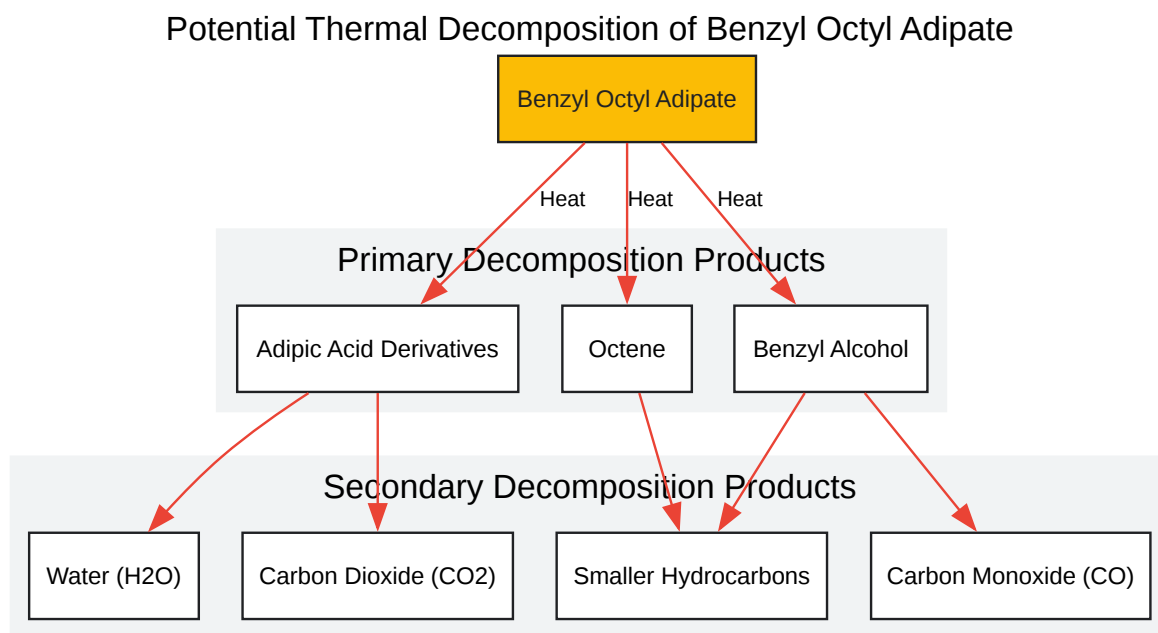 Potential Thermal Decomposition of Benzyl Octyl Adipate
Benzyl Octyl Adipate
Heat
Heat
Heat
Primary Decomposition Products
Adipic Acid Derivatives
Octene
Benzyl Alcohol
Secondary Decomposition Products
Water (H2O)
Carbon Dioxide (CO2)
Smaller Hydrocarbons
Carbon Monoxide (CO)